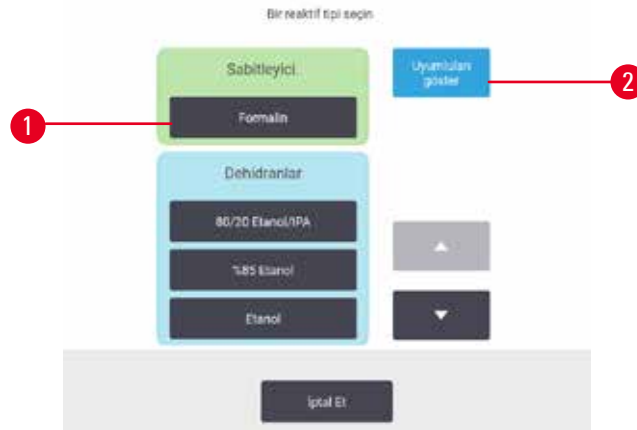 Bir reaktif tipi seçin
Sabitleyici
Uyumluları
göster
2
1
Formalin
Dehidranlar
80/20 Etanol/IPA
%85 Etanol
Etanol
İptal Et